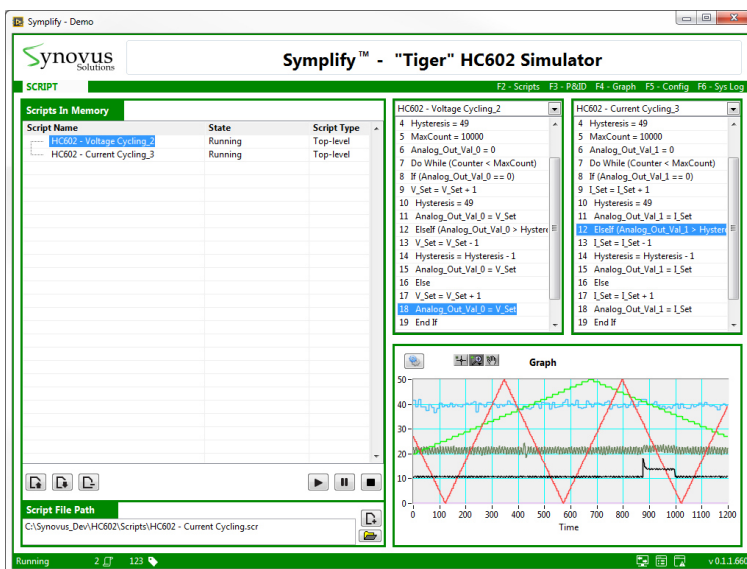 Symplify - Demo
Synovus
Solutions
Symplify™ - "Tiger" HC602 Simulator
SCRIPT
F2 - Scripts F3 - P&ID F4 - Graph F5 - Config F6 - Sys Log
Scripts In Memory
Script Name State Script Type
HC602 - Voltage Cycling_2 Running Top-level
HC602 - Current Cycling_3 Running Top-level
HC602 - Voltage Cycling_2
4 Hysteresis = 49
5 MaxCount = 10000
6 Analog_Out_Val_0 = 0
7 Do While (Counter < MaxCount)
8 If (Analog_Out_Val_0 == 0)
9 V_Set = V_Set + 1
10 Hysteresis = 49
11 Analog_Out_Val_0 = V_Set
12 ElseIf (Analog_Out_Val_0 > Hystere
13 V_Set = V_Set - 1
14 Hysteresis = Hysteresis - 1
15 Analog_Out_Val_0 = V_Set
16 Else
17 V_Set = V_Set + 1
18 Analog_Out_Val_0 = V_Set
19 End If
HC602 - Current Cycling_3
4 Hysteresis = 49
5 MaxCount = 10000
6 Analog_Out_Val_1 = 0
7 Do While (Counter < MaxCount)
8 If (Analog_Out_Val_1 == 0)
9 I_Set = I_Set + 1
10 Hysteresis = 49
11 Analog_Out_Val_1 = I_Set
12 ElseIf (Analog_Out_Val_1 > Hystere
13 I_Set = I_Set - 1
14 Hysteresis = Hysteresis - 1
15 Analog_Out_Val_1 = I_Set
16 Else
17 I_Set = I_Set + 1
18 Analog_Out_Val_1 = I_Set
19 End If
Graph
50
40
30
20
10
0
0 100 200 300 400 500 600 700 800 900 1000 1100 1200
Time
Script File Path
C:\Synovus_Dev\HC602\Scripts\HC602 - Current Cycling.scr
Running 2 123 v 0.1.1.660